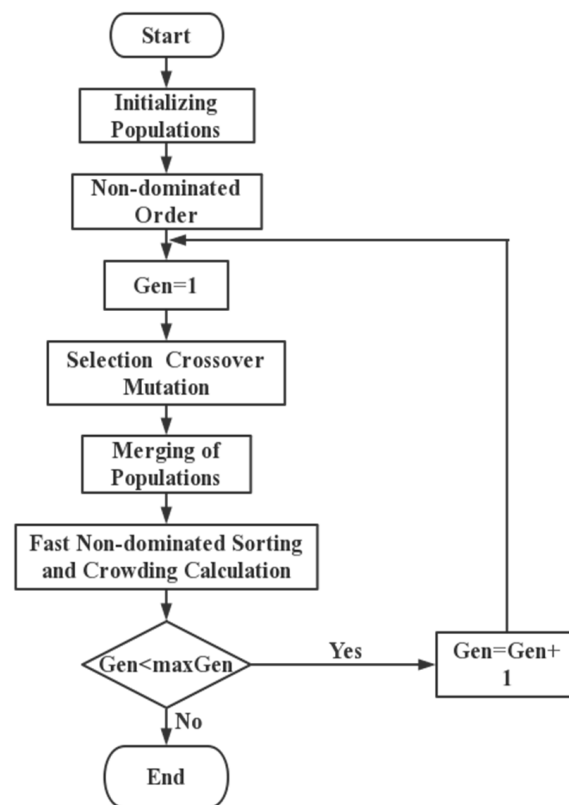 Start
Initializing
Populations
Non-dominated
Order
Gen=1
Selection Crossover
Mutation
Merging of
Populations
Fast Non-dominated Sorting
and Crowding Calculation
Gen<maxGen
Yes
Gen=Gen+
1
No
End